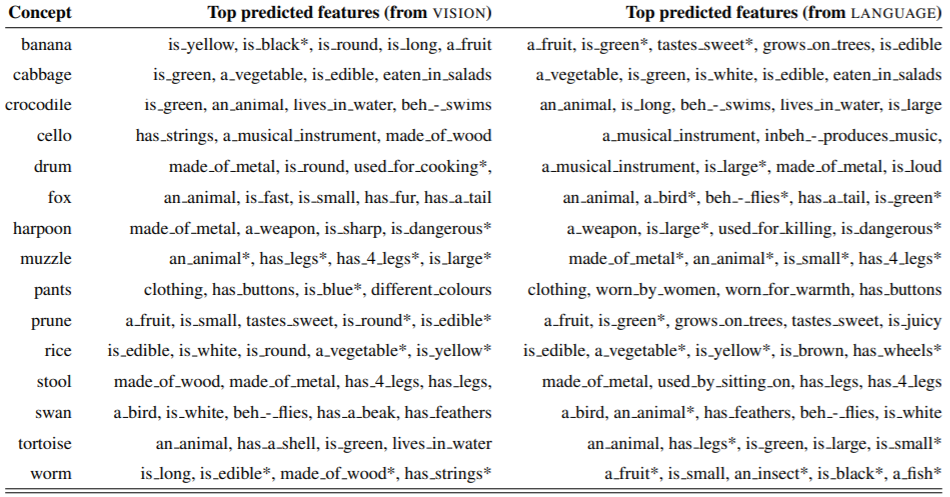 Concept Top predicted features (from VISION) Top predicted features (from LANGUAGE)
banana is_yellow, is_black*, is_round, is_long, a_fruit a_fruit, is_green*, tastes_sweet*, grows_on_trees, is_edible
cabbage is_green, a_vegetable, is_edible, eaten_in_salads a_vegetable, is_green, is_white, is_edible, eaten_in_salads
crocodile is_green, an_animal, lives_in_water, beh_-_swims an_animal, is_long, beh_-_swims, lives_in_water, is_large
cello has_strings, a_musical_instrument, made_of_wood a_musical_instrument, inbeh_-_produces_music,
drum made_of_metal, is_round, used_for_cooking*, a_musical_instrument, is_large*, made_of_metal, is_loud
fox an_animal, is_fast, is_small, has_fur, has_a_tail an_animal, a_bird*, beh_-_flies*, has_a_tail, is_green*
harpoon made_of_metal, a_weapon, is_sharp, is_dangerous* a_weapon, is_large*, used_for_killing, is_dangerous*
muzzle an_animal*, has_legs*, has_4_legs*, is_large* made_of_metal*, an_animal*, is_small*, has_4_legs*
pants clothing, has_buttons, is_blue*, different_colours clothing, worn_by_women, worn_for_warmth, has_buttons
prune a_fruit, is_small, tastes_sweet, is_round*, is_edible* a_fruit, is_green*, grows_on_trees, tastes_sweet, is_juicy
rice is_edible, is_white, is_round, a_vegetable*, is_yellow* is_edible, a_vegetable*, is_yellow*, is_brown, has_wheels*
stool made_of_wood, made_of_metal, has_4_legs, has_legs, made_of_metal, used_by_sitting_on, has_legs, has_4_legs
swan a_bird, is_white, beh_-_flies, has_a_beak, has_feathers a_bird, an_animal*, has_feathers, beh_-_flies, is_white
tortoise an_animal, has_a_shell, is_green, lives_in_water an_animal, has_legs*, is_green, is_large, is_small*
worm is_long, is_edible*, made_of_wood*, has_strings* a_fruit*, is_small, an_insect*, is_black*, a_fish*